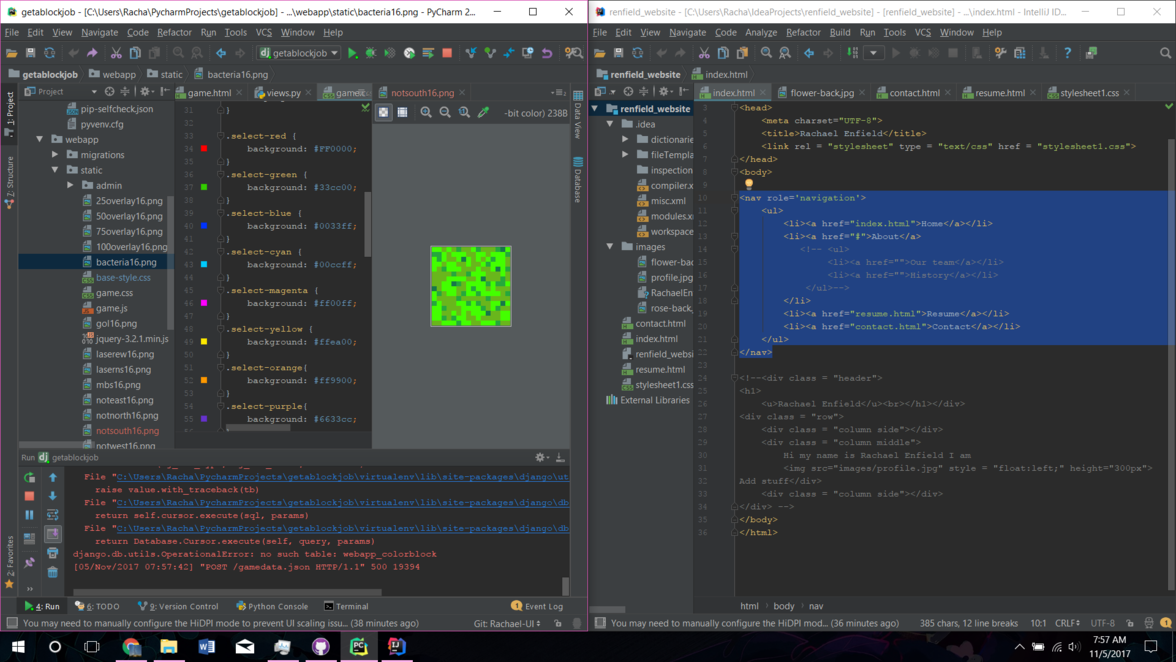 getablockjob - [C:\Users\Racha\PycharmProjects\getablockjob] - ...\webapp\static\bacteria16.png - PyCharm 2...
File Edit View Navigate Code Refactor Run Tools VCS Window Help
getablockjob
getablockjob webapp static bacteria16.png
Project
game.html views.py game notsouth16.png
1: Project
7: Structure
2: Favorites
pip-selfcheck.json
pyvenv.cfg
webapp
migrations
static
admin
25overlay16.png
50overlay16.png
75overlay16.png
100overlay16.png
bacteria16.png
base-style.css
game.css
game.js
gol16.png
jquery-3.2.1.min.js
laserew16.png
laserns16.png
mbs16.png
noteast16.png
notnorth16.png
notsouth16.png
notwest16.png
31 }
32
33 .select-red {
34 background: #FF0000;
35 }
36 .select-green {
37 background: #33cc00;
38 }
39 .select-blue {
40 background: #0033ff;
41 }
42 .select-cyan {
43 background: #00ccff;
44 }
45 .select-magenta {
46 background: #ff00ff;
47 }
48 .select-yellow {
49 background: #ffea00;
50 }
51 .select-orange{
52 background: #ff9900;
53 }
54 .select-purple{
55 background: #6633cc;
-bit color) 238B
Data View
Database
Run getablockjob
File "C:\Users\Racha\PycharmProjects\getablockjob\virtualenv\lib\site-packages\django\ut
raise value.with_traceback(tb)
File "C:\Users\Racha\PycharmProjects\getablockjob\virtualenv\lib\site-packages\django\db
return self.cursor.execute(sql, params)
File "C:\Users\Racha\PycharmProjects\getablockjob\virtualenv\lib\site-packages\django\db
return Database.Cursor.execute(self, query, params)
django.db.utils.OperationalError: no such table: webapp_colorblock
[05/Nov/2017 07:57:42] "POST /gamedata.json HTTP/1.1" 500 19394
4: Run 6: TODO 9: Version Control Python Console Terminal 1 Event Log
You may need to manually configure the HiDPI mode to prevent UI scaling issu... (38 minutes ago) Git: Rachael-UI
renfield_website - [C:\Users\Racha\IdeaProjects\renfield_website] - [renfield_website] - ...\index.html - IntelliJ ID...
File Edit View Navigate Code Analyze Refactor Build Run Tools VCS Window Help
renfield_website index.html
index.html flower-back.jpg contact.html resume.html stylesheet1.css
renfield_website
.idea
dictionarie
fileTempla
inspection
compiler.x
misc.xml
modules.x
workspace
images
flower-bac
profile.jpg
RachaelEn
rose-back.
contact.html
index.html
renfield_websi
resume.html
stylesheet1.css
External Libraries
3 <head>
4 <meta charset="UTF-8">
5 <title>Rachael Enfield</title>
6 <link rel = "stylesheet" type = "text/css" href = "stylesheet1.css">
7 </head>
8 <body>
9
10 <nav role='navigation'>
11 <ul>
12 <li><a href="index.html">Home</a></li>
13 <li><a href="#">About</a>
14 <!-- <ul>
15 <li><a href="">Our team</a></li>
16 <li><a href="">History</a></li>
17 </ul>-->
18 </li>
19 <li><a href="resume.html">Resume</a></li>
20 <li><a href="contact.html">Contact</a></li>
21 </ul>
22 </nav>
23
24 <!--<div class = "header">
25 <h1>
26 <u>Rachael Enfield</u><br></h1></div>
27 <div class = "row">
28 <div class = "column side"></div>
29 <div class = "column middle">
30 Hi my name is Rachael Enfield I am
31 <img src="images/profile.jpg" style = "float:left;" height="300px">
32 Add stuff</div>
33 <div class = "column side"></div>
34 </div> -->
35 </body>
36 </html>
html body nav
You may need to manually configure the HiDPI mode to prevent UI scaling issu... (36 minutes ago) 385 chars, 12 line breaks 10:1 CRLF UTF-8
7:57 AM
11/5/2017